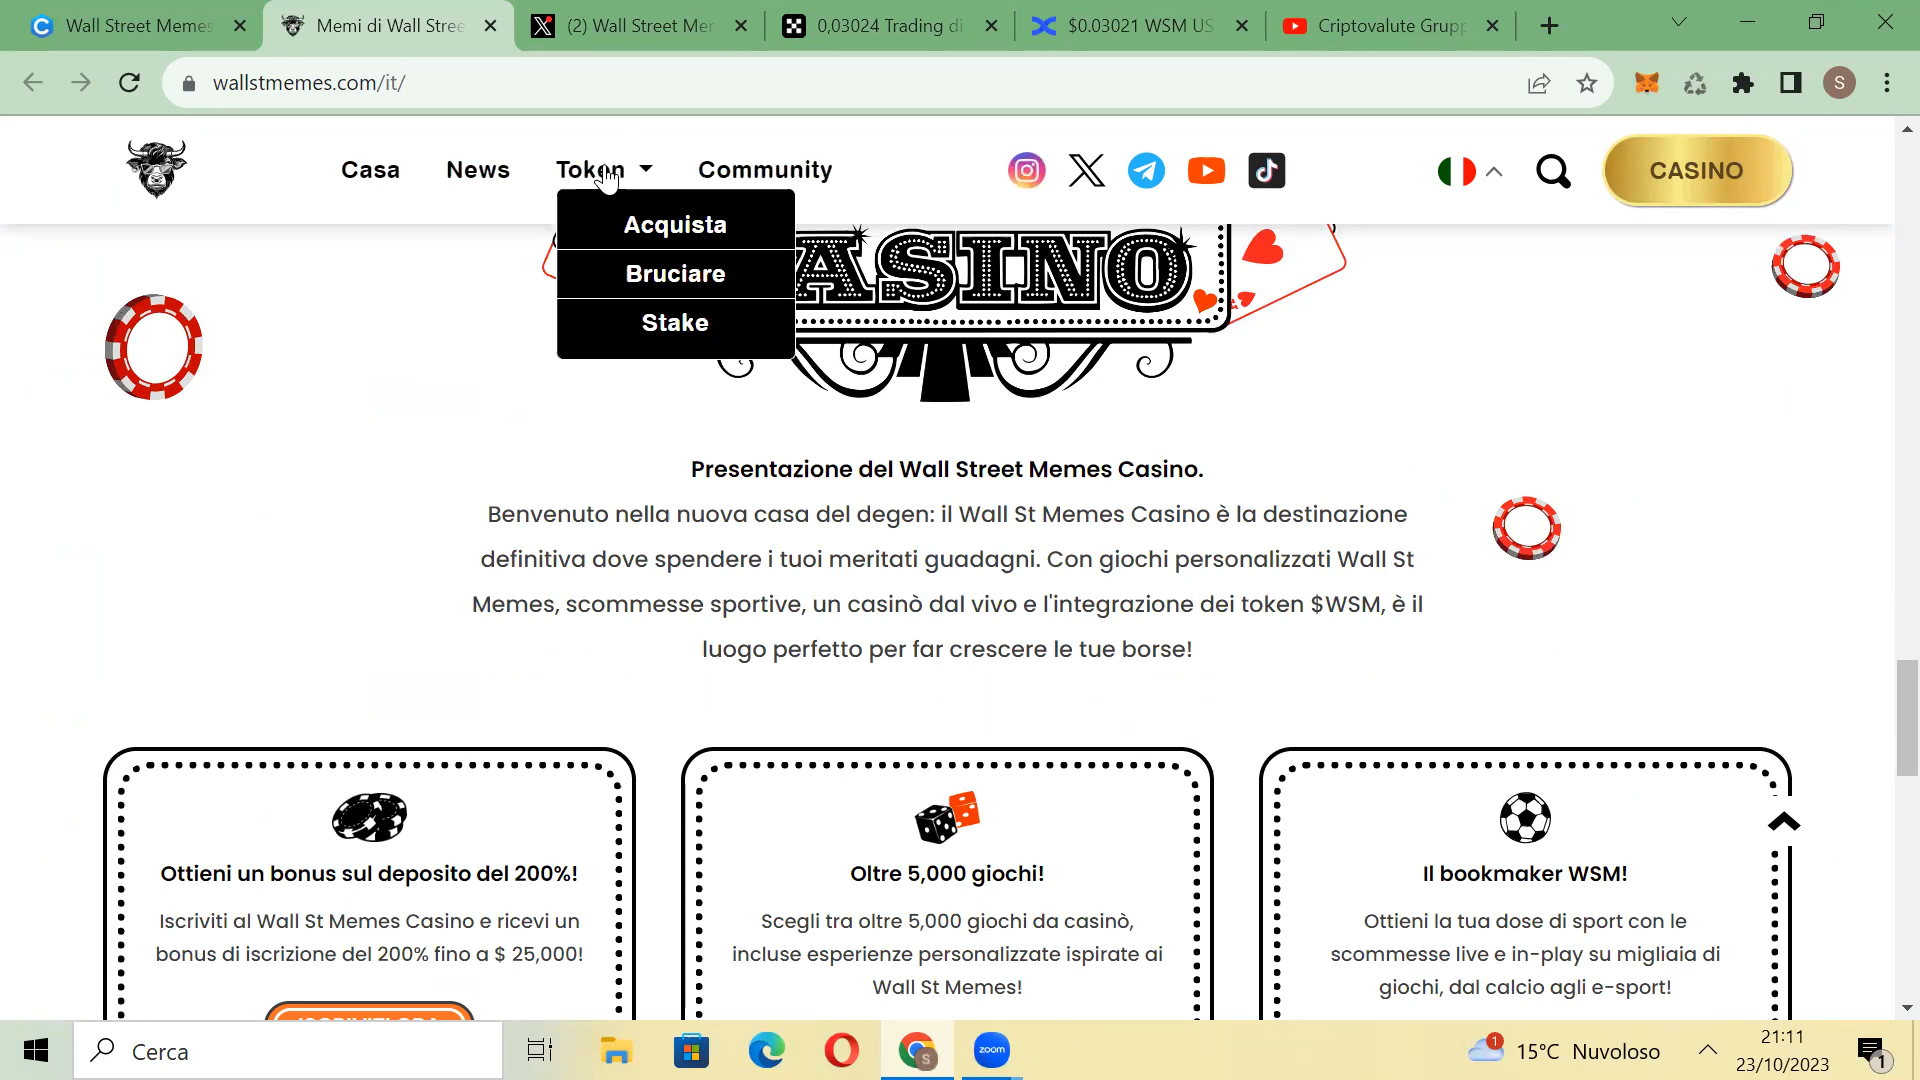 Wall Street Memes
Memi di Wall Stree
(2) Wall Street Mer
0,03024 Trading di
$0.03021 WSM US
Criptovalute Grupp
wallstmemes.com/it/
S
Casa
News
Token
Community
CASINO
Acquista
Bruciare
Stake
ASINO
Presentazione del Wall Street Memes Casino.
Benvenuto nella nuova casa del degen: il Wall St Memes Casino è la destinazione
definitiva dove spendere i tuoi meritati guadagni. Con giochi personalizzati Wall St
Memes, scommesse sportive, un casinò dal vivo e l'integrazione dei token $WSM, è il
luogo perfetto per far crescere le tue borse!
Ottieni un bonus sul deposito del 200%!
Iscriviti al Wall St Memes Casino e ricevi un
bonus di iscrizione del 200% fino a $ 25,000!
Oltre 5,000 giochi!
Scegli tra oltre 5,000 giochi da casinò,
incluse esperienze personalizzate ispirate ai
Wall St Memes!
Il bookmaker WSM!
Ottieni la tua dose di sport con le
scommesse live e in-play su migliaia di
giochi, dal calcio agli e-sport!
Cerca
S
zoom
1
15°C Nuvoloso
21:11
23/10/2023
1